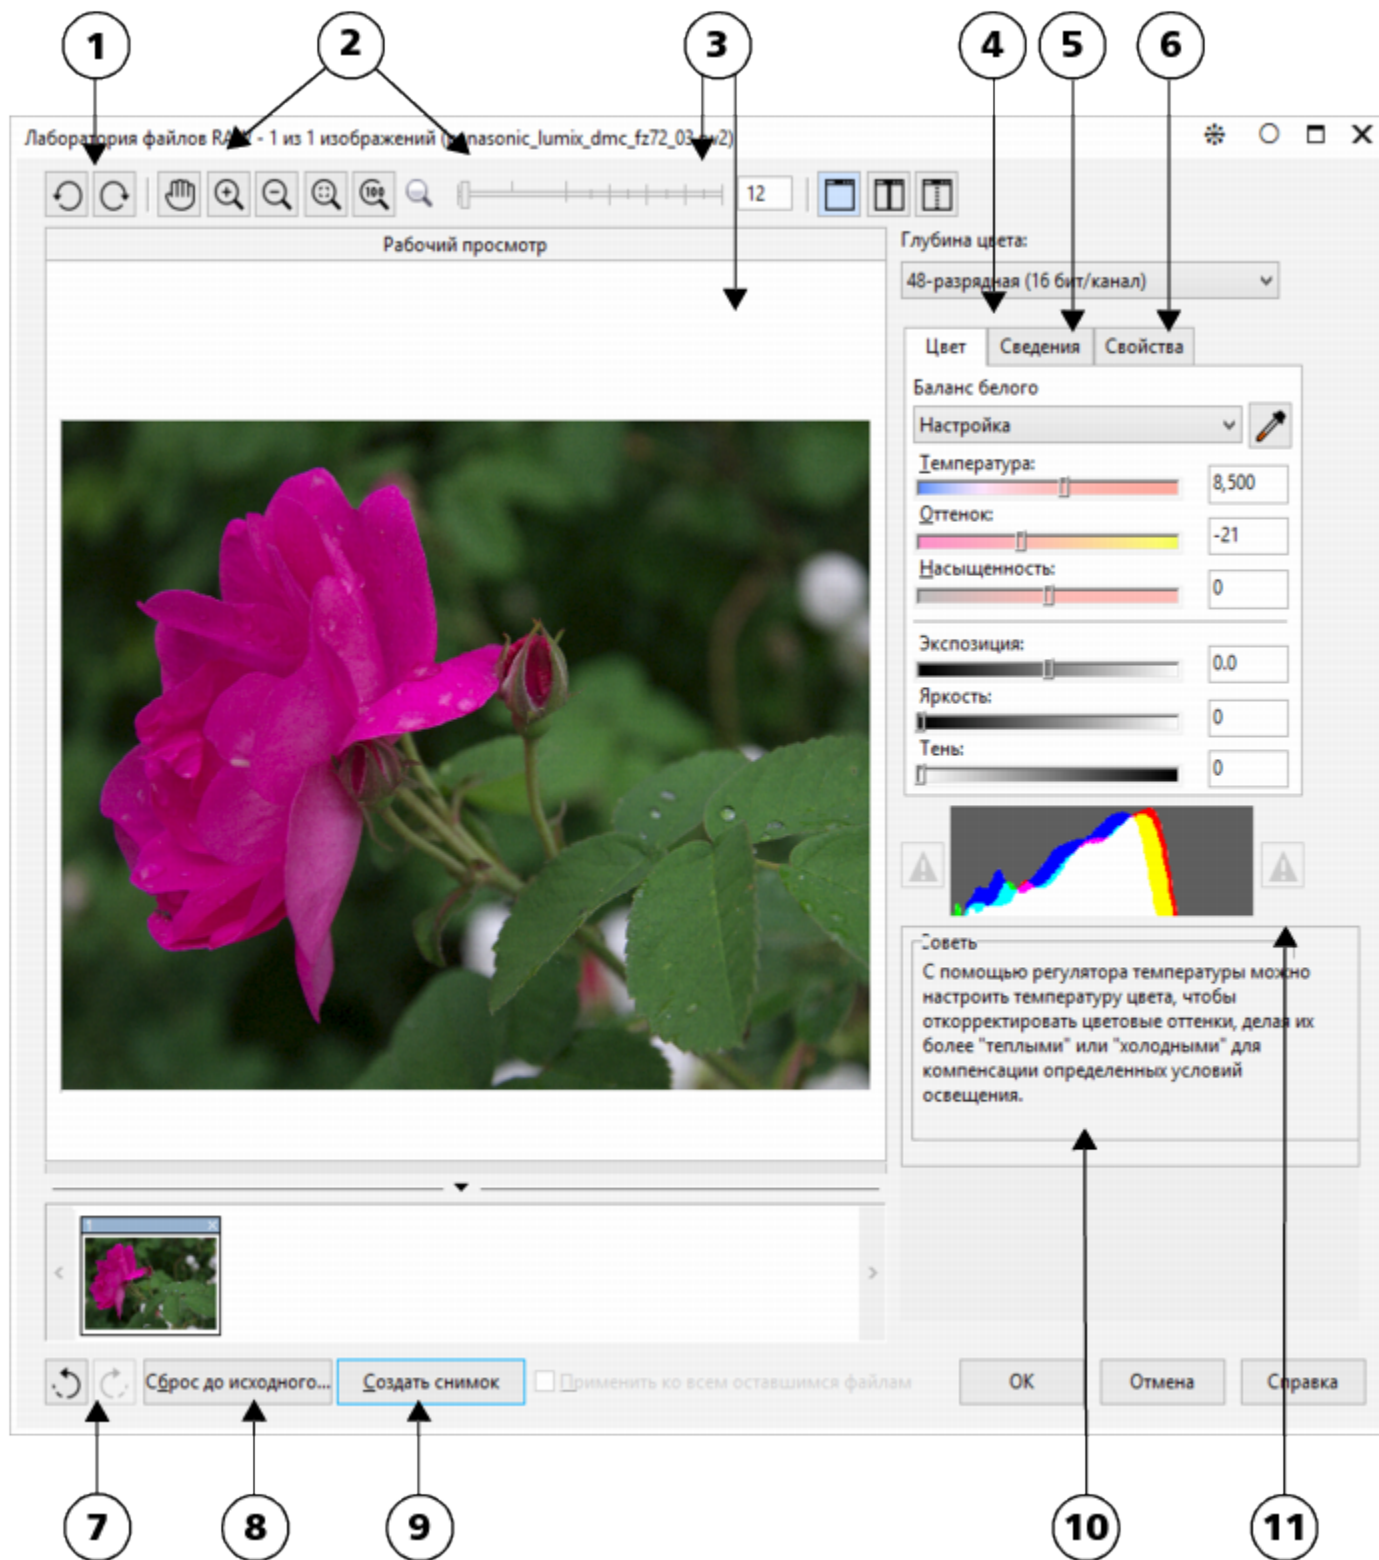 1 2 3 4 5 6
Лаборатория файлов RAW - 1 из 1 изображений (panasonic_lumix_dmc_fz72_03.rw2)
100 12
Рабочий просмотр
Глубина цвета:
48-разрядная (16 бит/канал)
Цвет Сведения Свойства
Баланс белого
Настройка
Температура:
8,500
Оттенок:
-21
Насыщенность:
0
Экспозиция:
0.0
Яркость:
0
Тень:
0
Советь
С помощью регулятора температуры можно
настроить температуру цвета, чтобы
откорректировать цветовые оттенки, делая их
более "теплыми" или "холодными" для
компенсации определенных условий
освещения.
1
Сброс до исходного... Создать снимок Применить ко всем оставшимся файлам ОК Отмена Справка
7 8 9 10 11